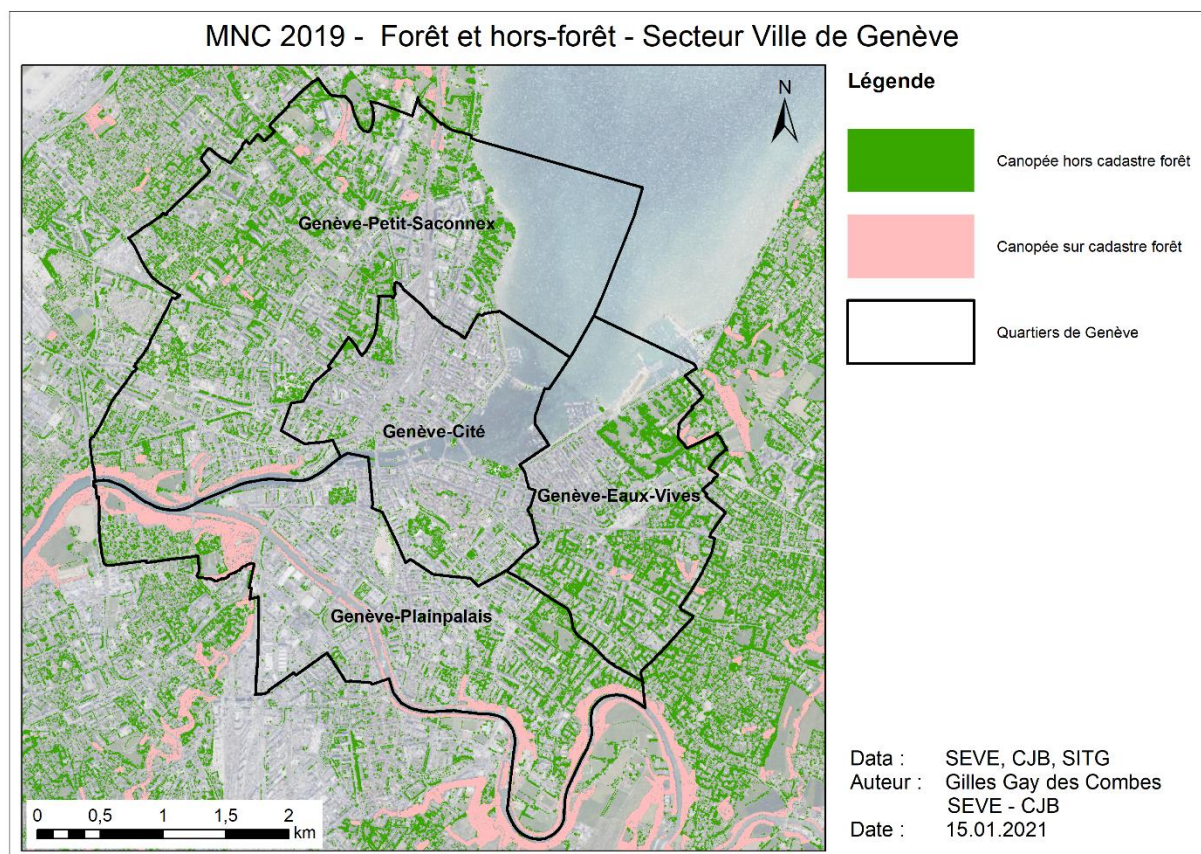 MNC 2019 - Forêt et hors-forêt - Secteur Ville de Genève
N
Genève-Petit-Saconnex
Genève-Cité
Genève-Eaux-Vives
Genève-Plainpalais
0 0,5 1 1,5 2
km
Légende
Canopée hors cadastre forêt
Canopée sur cadastre forêt
Quartiers de Genève
Data : SEVE, CJB, SITG
Auteur : Gilles Gay des Combes
SEVE - CJB
Date : 15.01.2021